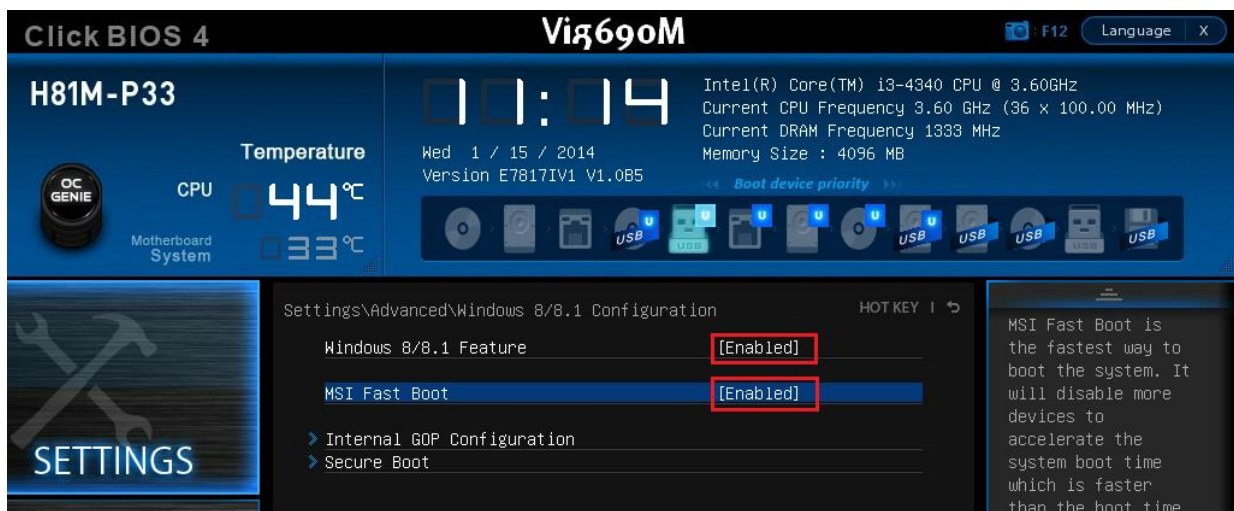 Click BIOS 4
Vig690M
: F12
Language
X
H81M-P33
11:14
Intel(R) Core(TM) i3-4340 CPU @ 3.60GHz
Current CPU Frequency 3.60 GHz (36 x 100.00 MHz)
Current DRAM Frequency 1333 MHz
Memory Size : 4096 MB
Temperature
Wed 1 / 15 / 2014
Version E7817IV1 V1.0B5
Boot device priority
OC
GENIE
CPU
44°C
Motherboard
System
33°C
USB U
USB U
U
U
U
USB U
USB
USB
USB
USB
Settings\Advanced\Windows 8/8.1 Configuration
HOT KEY
Windows 8/8.1 Feature [Enabled]
MSI Fast Boot [Enabled]
Internal GOP Configuration
Secure Boot
SETTINGS
MSI Fast Boot is
the fastest way to
boot the system. It
will disable more
devices to
accelerate the
system boot time
which is faster
than the boot time